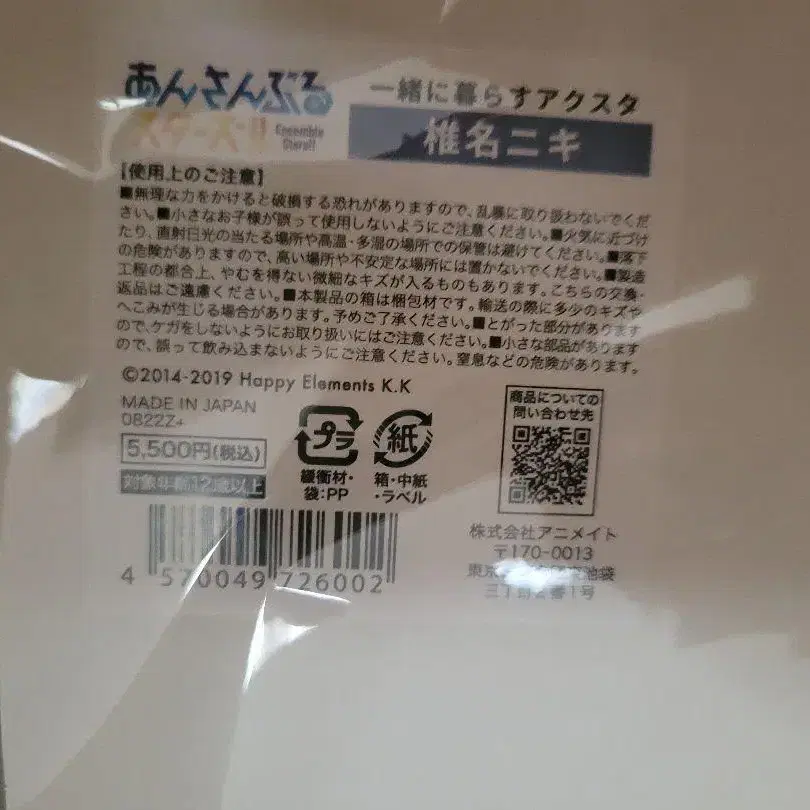 あんさんぶる
スターズ!!
Ensemble
Stars!!
一緒に暮らすアクスタ
椎名ニキ
【使用上のご注意】
■無理な力をかけると破損する恐れがありますので、乱暴に取り扱わないでくだ
さい。■小さなお子様が誤って使用しないようにご注意ください。■火気に近づけ
たり、直射日光の当たる場所や高温・多湿の場所での保管は避けてください。■落下
の危険がありますので、高い場所や不安定な場所には置かないでください。■製造
工程の都合上、やむを得ない微細なキズが入るものもあります。こちらの交換・
返品はご遠慮ください。■本製品の箱は梱包材です。輸送の際に多少のキズや
へこみが生じる場合があります。予めご了承ください。■とがった部分があります
ので、ケガをしないようにお取り扱いにはご注意ください。■小さな部品があります
ので、誤って飲み込まないようにご注意ください。窒息などの危険があります。
©2014-2019 Happy Elements K.K
MADE IN JAPAN
0822Z+
5,500円(税込)
対象年齢12歳以上
プラ
緩衝材・
袋:PP
紙
箱・中紙
・ラベル
商品についての
問い合わせ先
株式会社アニメイト
〒170-0013
東京 東池袋
三丁目2番1号
4 570049 726002